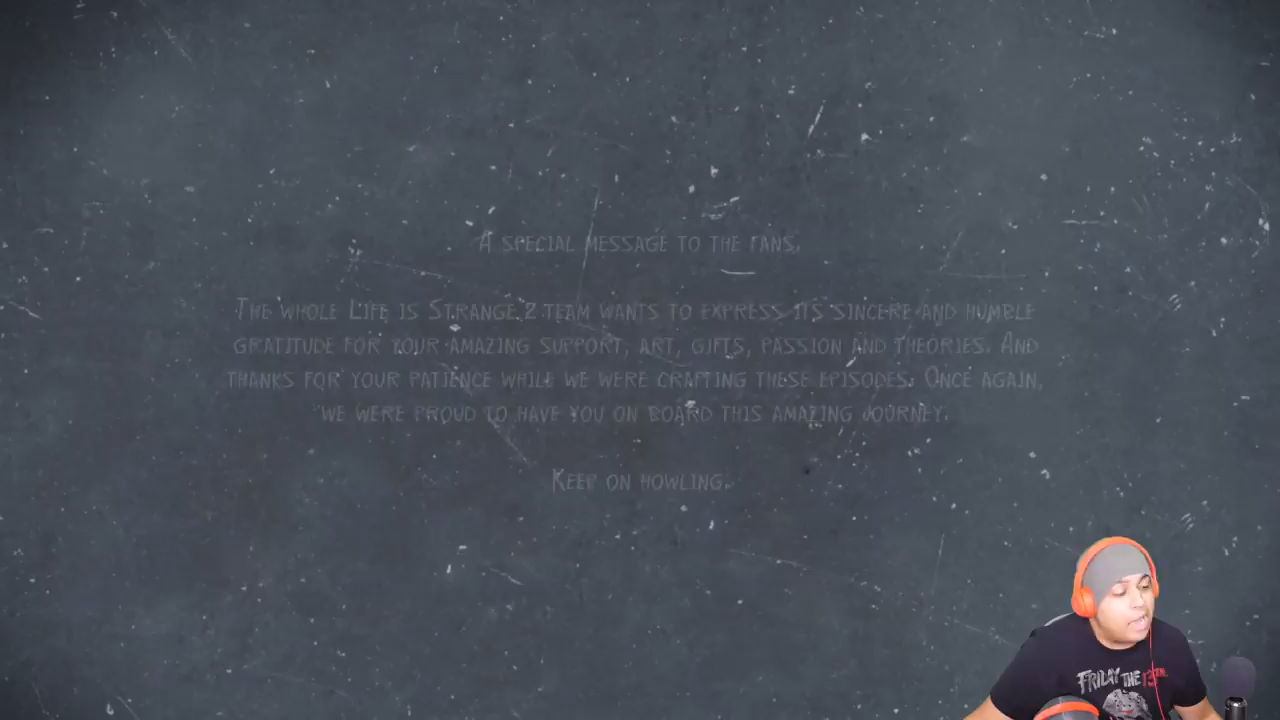 A SPECIAL MESSAGE TO THE FANS,
THE WHOLE LIFE IS STRANGE 2 TEAM WANTS TO EXPRESS ITS SINCERE AND HUMBLE
GRATITUDE FOR YOUR AMAZING SUPPORT, ART, GIFTS, PASSION AND THEORIES. AND
THANKS FOR YOUR PATIENCE WHILE WE WERE CRAFTING THESE EPISODES. ONCE AGAIN,
WE WERE PROUD TO HAVE YOU ON BOARD THIS AMAZING JOURNEY.
KEEP ON HOWLING.
FRIDAY THE 13TH